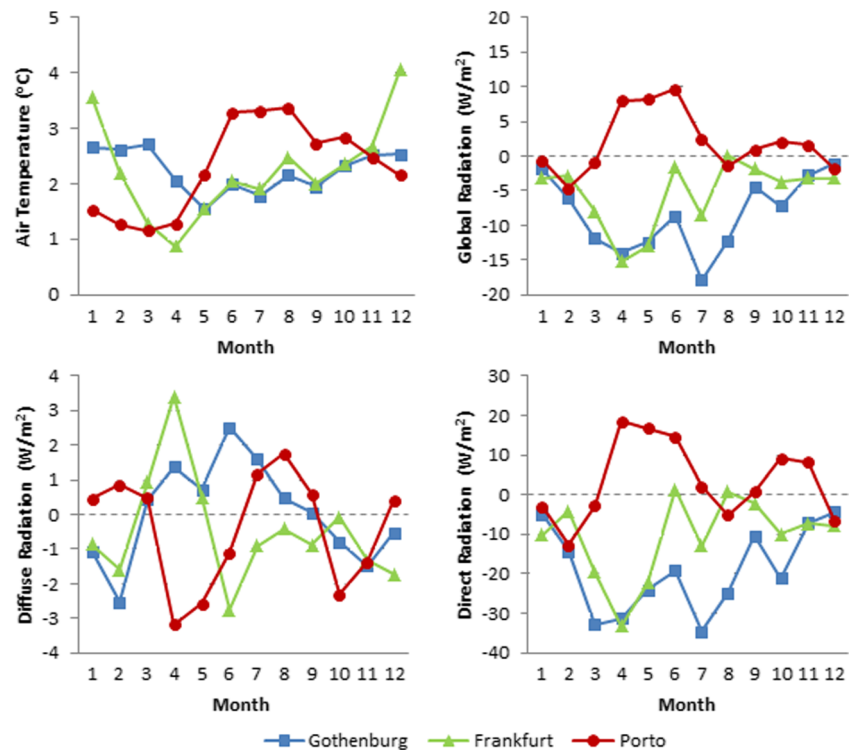 Air Temperature (°C)
5
4
3
2
1
0
1 2 3 4 5 6 7 8 9 10 11 12
Month
Global Radiation (W/m²)
20
15
10
5
0
-5
-10
-15
-20
1 2 3 4 5 6 7 8 9 10 11 12
Month
Diffuse Radiation (W/m²)
4
3
2
1
0
-1
-2
-3
-4
1 2 3 4 5 6 7 8 9 10 11 12
Month
Direct Radiation (W/m²)
30
20
10
0
-10
-20
-30
-40
1 2 3 4 5 6 7 8 9 10 11 12
Month
Gothenburg Frankfurt Porto